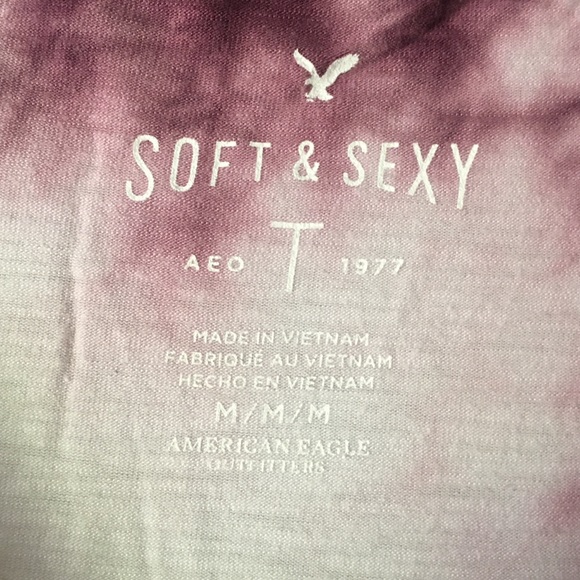 SOFT & SEXY
AEO T 1977
MADE IN VIETNAM
FABRIQUÉ AU VIETNAM
HECHO EN VIETNAM
M/M/M
AMERICAN EAGLE
OUTFITTERS